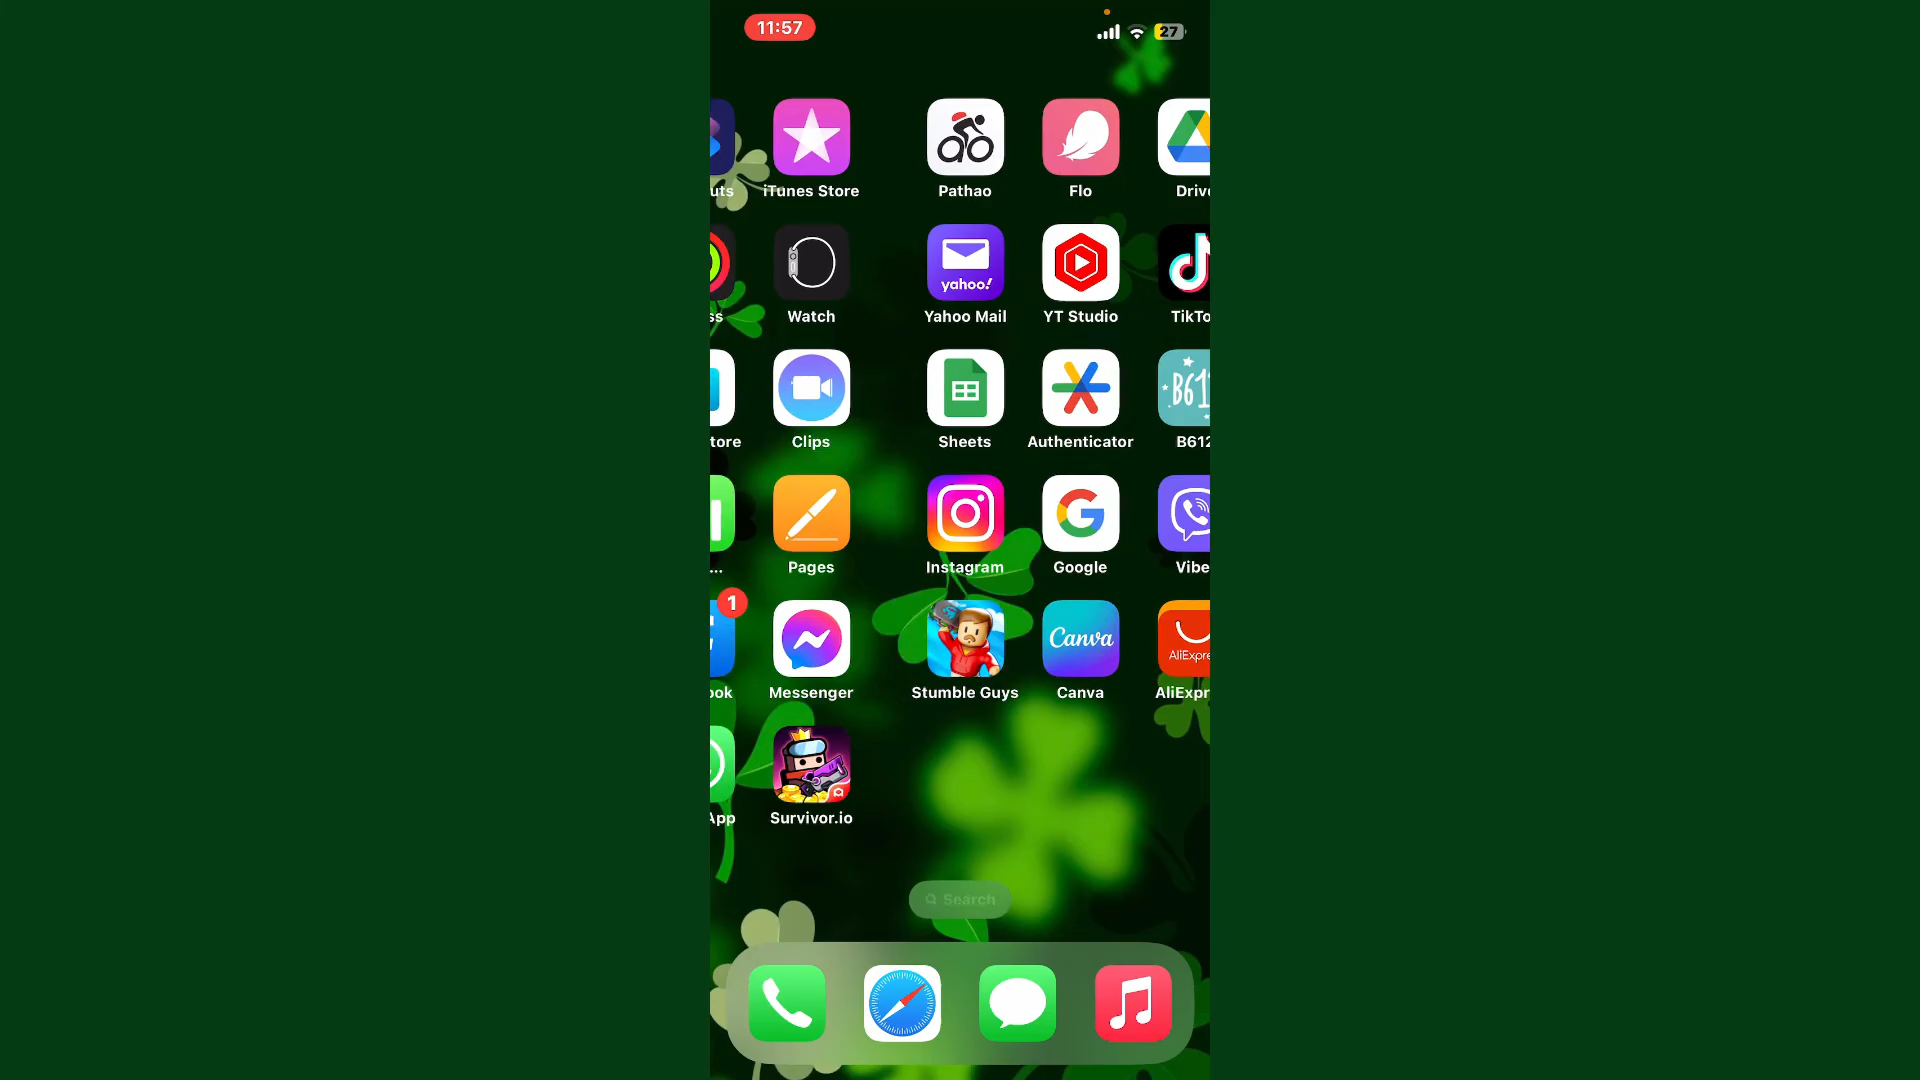 11:57
27
uts
iTunes Store
Pathao
Flo
Driv
yahoo!
ss
Watch
Yahoo Mail
YT Studio
TikTo
B61
tore
Clips
Sheets
Authenticator
B612
...
Pages
Instagram
Google
Vibe
1
Canva
AliExpre
ook
Messenger
Stumble Guys
Canva
AliExpr
App
Survivor.io
Search